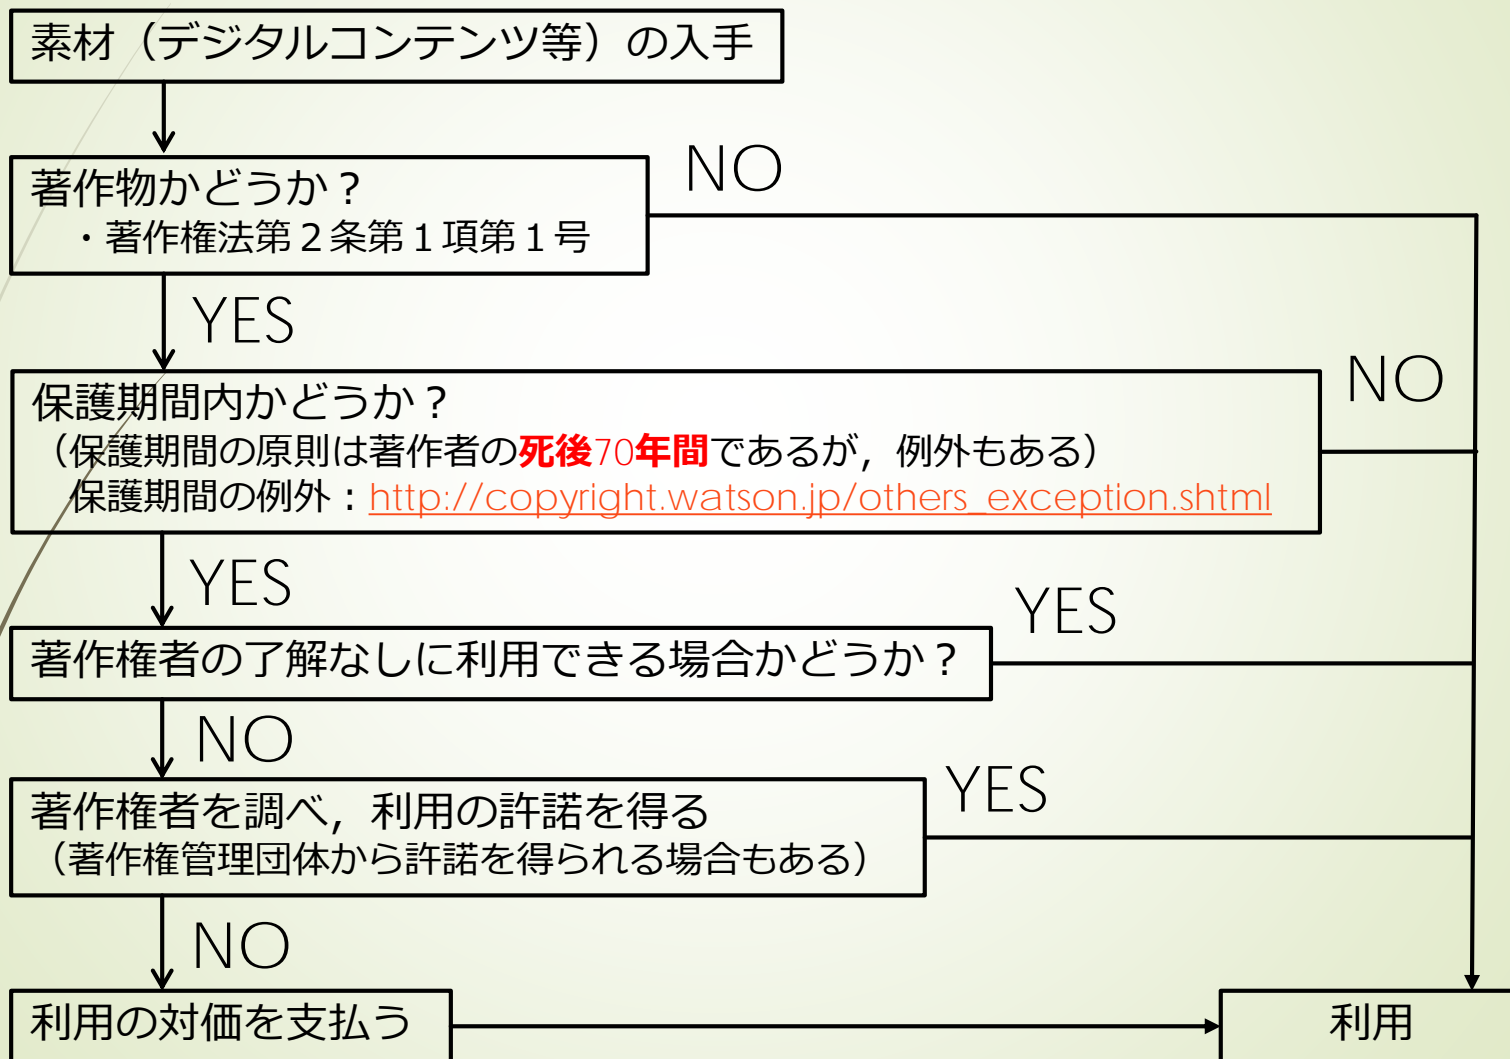 素材（デジタルコンテンツ等）の入手
著作物かどうか？
NO
・著作権法第２条第１項第１号
YES
保護期間内かどうか？
NO
（保護期間の原則は著作者の死後70年間であるが，例外もある）
保護期間の例外：http://copyright.watson.jp/others_exception.shtml
YES
著作権者の了解なしに利用できる場合かどうか？
YES
NO
著作権者を調べ，利用の許諾を得る
YES
（著作権管理団体から許諾を得られる場合もある）
NO
利用の対価を支払う
利用